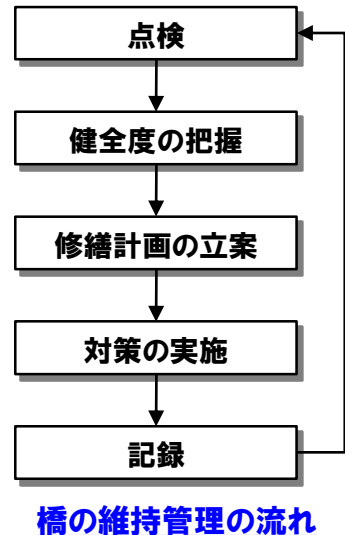 点検
健全度の把握
修繕計画の立案
対策の実施
記録
橋の維持管理の流れ